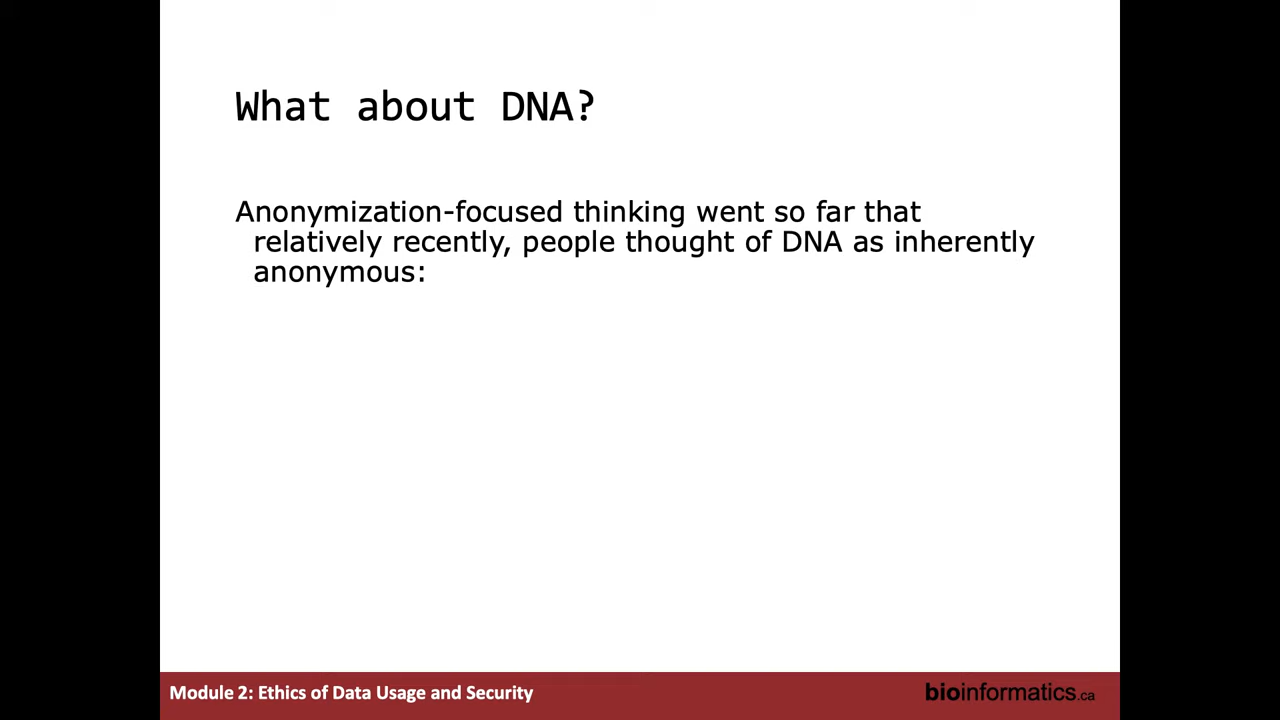 What about DNA?
Anonymization-focused thinking went so far that
relatively recently, people thought of DNA as inherently
anonymous:
Module 2: Ethics of Data Usage and Security
bioinformatics.ca